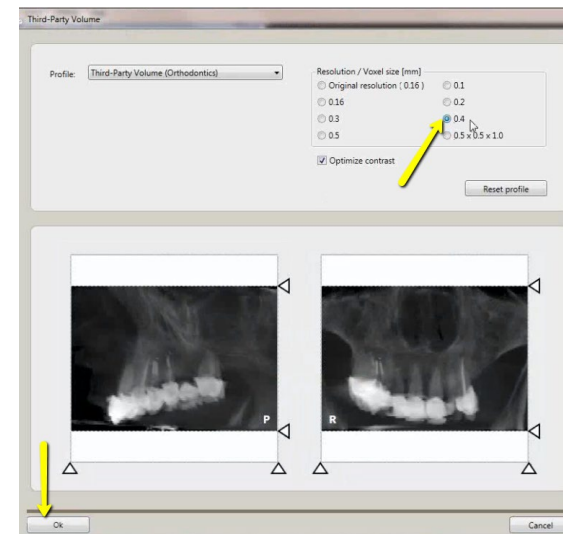 Third-Party Volume
Profile: Third-Party Volume (Orthodontics)
Resolution / Voxel size [mm]
Original resolution ( 0.16 )
0.1
0.16
0.2
0.3
0.4
0.5
0.5 x 0.5 x 1.0
Optimize contrast
Reset profile
P
R
Ok
Cancel